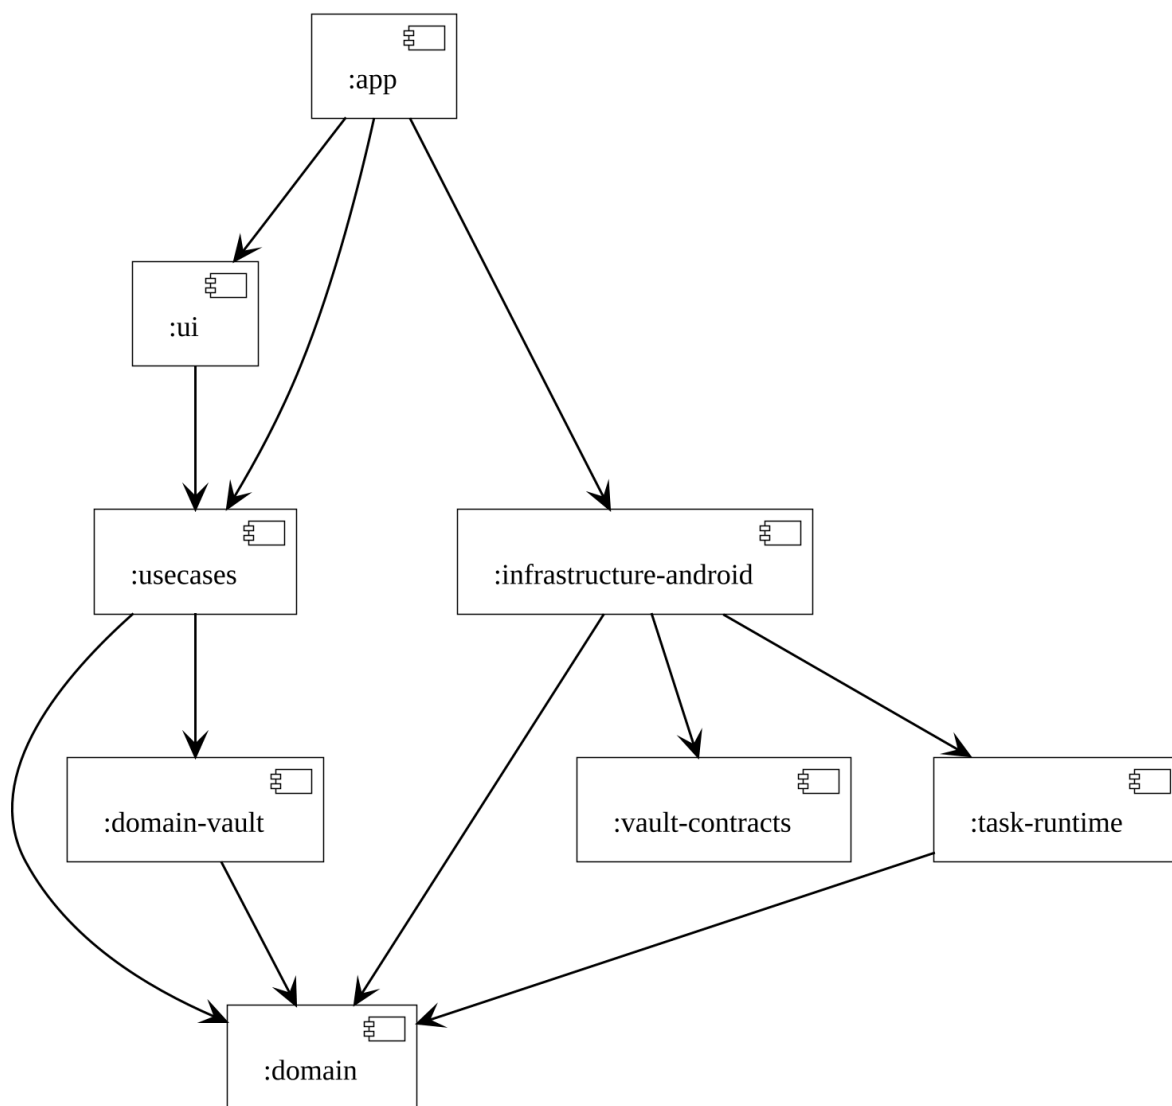 :app
:ui
:usecases
:infrastructure-android
:domain-vault
:vault-contracts
:task-runtime
:domain